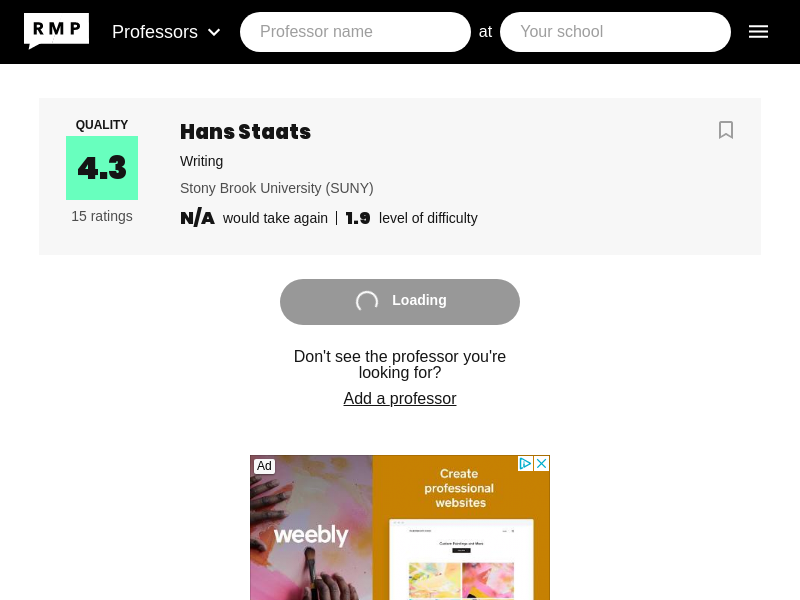 RMP Professors Professor name at Your school
QUALITY
4.3
15 ratings
Hans Staats
Writing
Stony Brook University (SUNY)
N/A would take again 1.9 level of difficulty
Loading
Don't see the professor you're
looking for?
Add a professor
Ad
weebly
Create
professional
websites
Custom Paintings and More